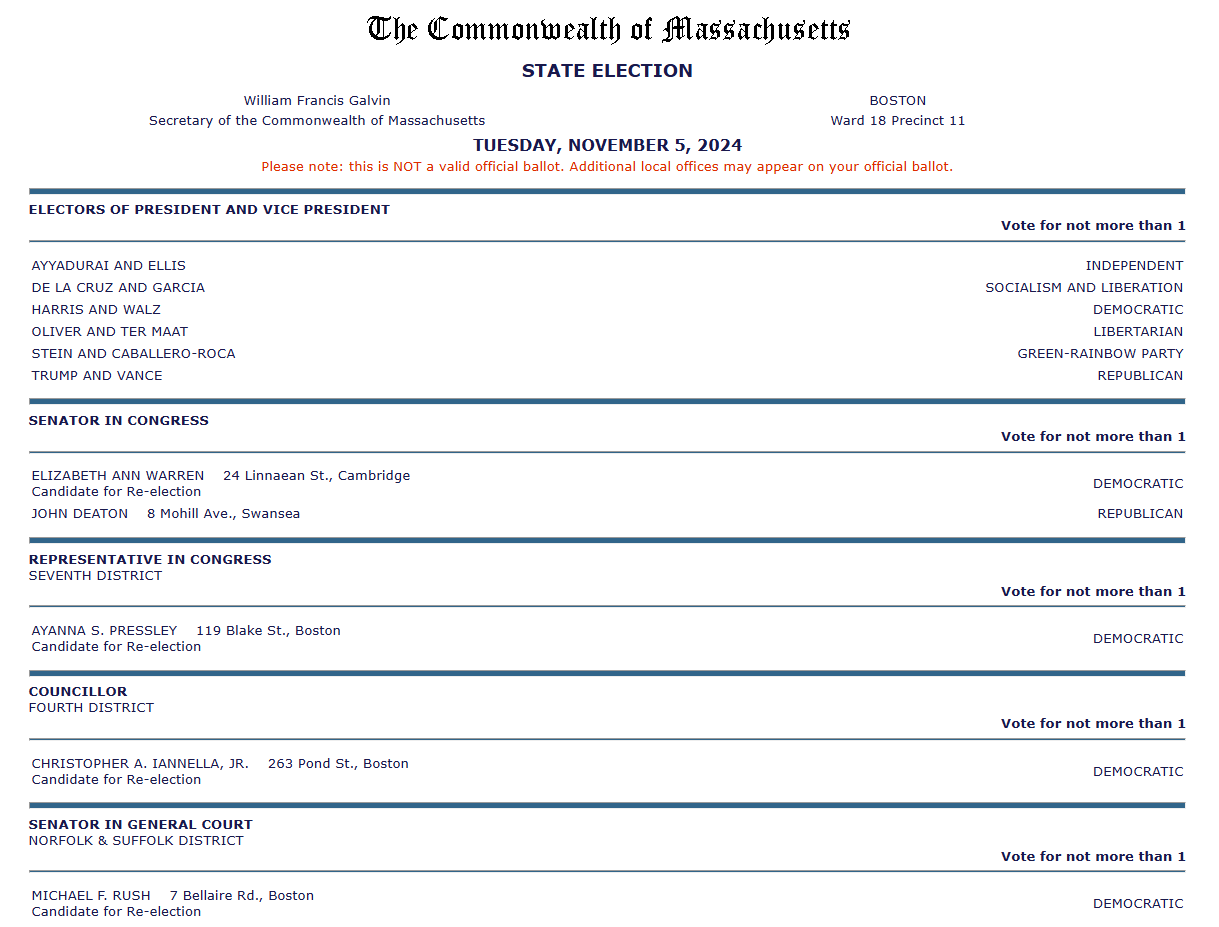 The Commonwealth of Massachusetts
STATE ELECTION
William Francis Galvin BOSTON
Secretary of the Commonwealth of Massachusetts Ward 18 Precinct 11
TUESDAY, NOVEMBER 5, 2024
Please note: this is NOT a valid official ballot. Additional local offices may appear on your official ballot.
ELECTORS OF PRESIDENT AND VICE PRESIDENT
Vote for not more than 1
AYYADURAI AND ELLIS INDEPENDENT
DE LA CRUZ AND GARCIA SOCIALISM AND LIBERATION
HARRIS AND WALZ DEMOCRATIC
OLIVER AND TER MAAT LIBERTARIAN
STEIN AND CABALLERO-ROCA GREEN-RAINBOW PARTY
TRUMP AND VANCE REPUBLICAN
SENATOR IN CONGRESS
Vote for not more than 1
ELIZABETH ANN WARREN 24 Linnaean St., Cambridge
Candidate for Re-election
DEMOCRATIC
JOHN DEATON 8 Mohill Ave., Swansea REPUBLICAN
REPRESENTATIVE IN CONGRESS
SEVENTH DISTRICT
Vote for not more than 1
AYANNA S. PRESSLEY 119 Blake St., Boston
Candidate for Re-election
DEMOCRATIC
COUNCILLOR
FOURTH DISTRICT
Vote for not more than 1
CHRISTOPHER A. IANNELLA, JR. 263 Pond St., Boston
Candidate for Re-election
DEMOCRATIC
SENATOR IN GENERAL COURT
NORFOLK & SUFFOLK DISTRICT
Vote for not more than 1
MICHAEL F. RUSH 7 Bellaire Rd., Boston
Candidate for Re-election
DEMOCRATIC